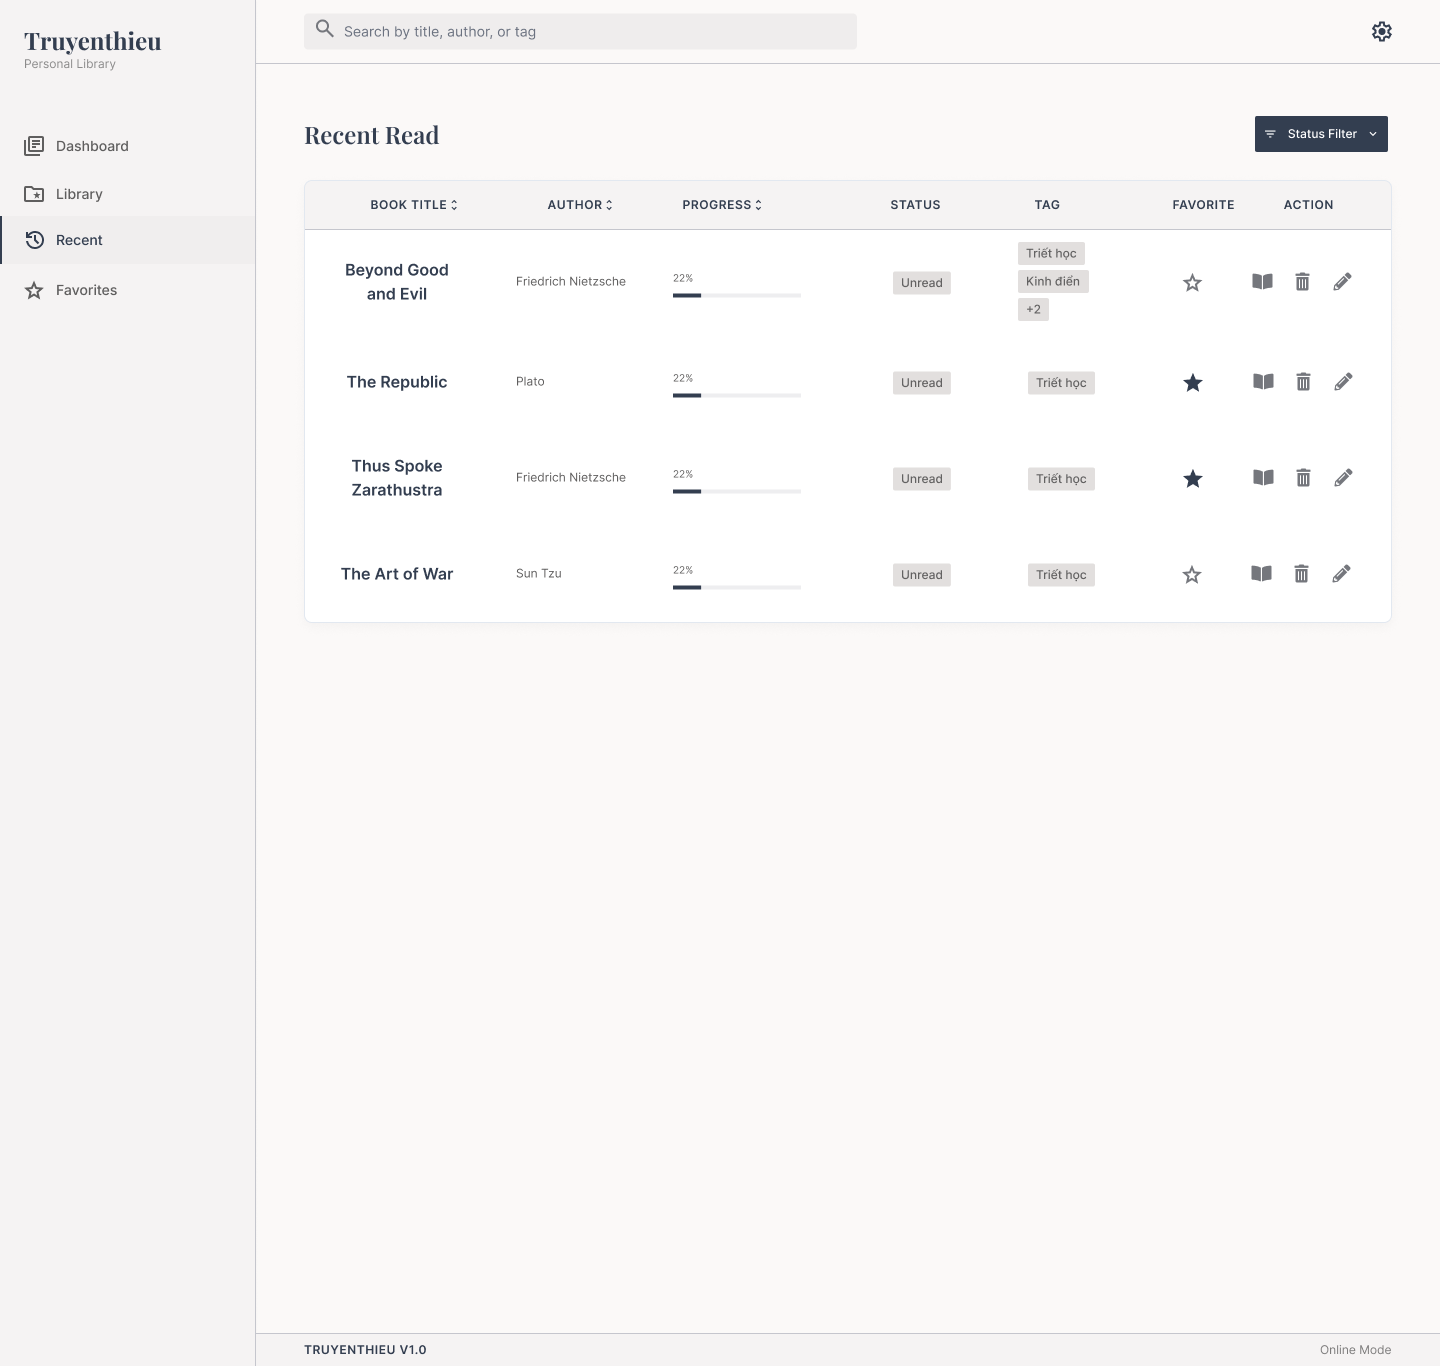 Truyenthieu
Personal Library
Dashboard
Library
Recent
Favorites
Search by title, author, or tag
Recent Read
Status Filter
BOOK TITLE AUTHOR PROGRESS STATUS TAG FAVORITE ACTION
Beyond Good
and Evil
Friedrich Nietzsche
22%
Unread
Triết học
Kinh điển
+2
The Republic
Plato
22%
Unread
Triết học
Thus Spoke
Zarathustra
Friedrich Nietzsche
22%
Unread
Triết học
The Art of War
Sun Tzu
22%
Unread
Triết học
TRUYENTHIEU V1.0
Online Mode